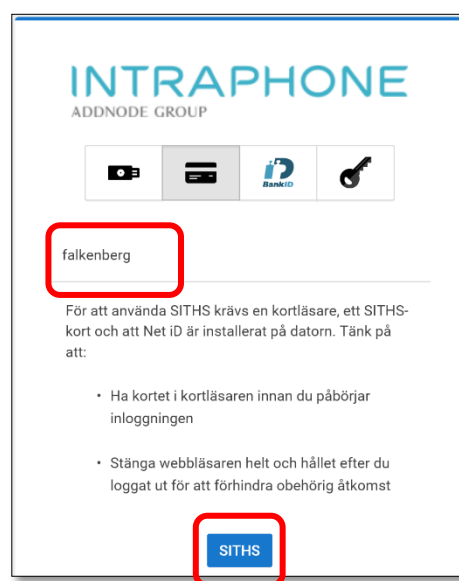 INTRAPHONE
ADDNODE GROUP
BankID
falkenberg
För att använda SITHS krävs en kortläsare, ett SITHS-
kort och att Net iD är installerat på datorn. Tänk på
att:
• Ha kortet i kortläsaren innan du påbörjar
inloggningen
• Stänga webbläsaren helt och hållet efter du
loggat ut för att förhindra obehörig åtkomst
SITHS